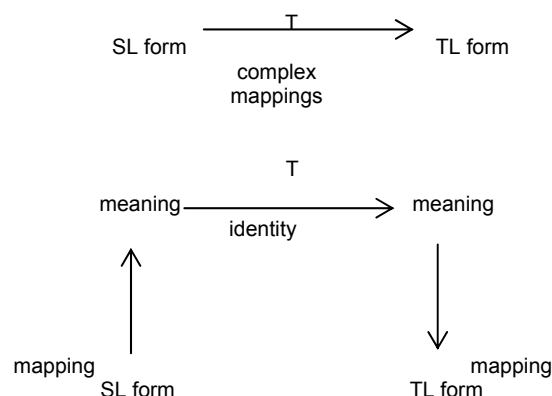 T
SL form TL form
complex
mappings
T
meaning meaning
identity
mapping mapping
SL form TL form